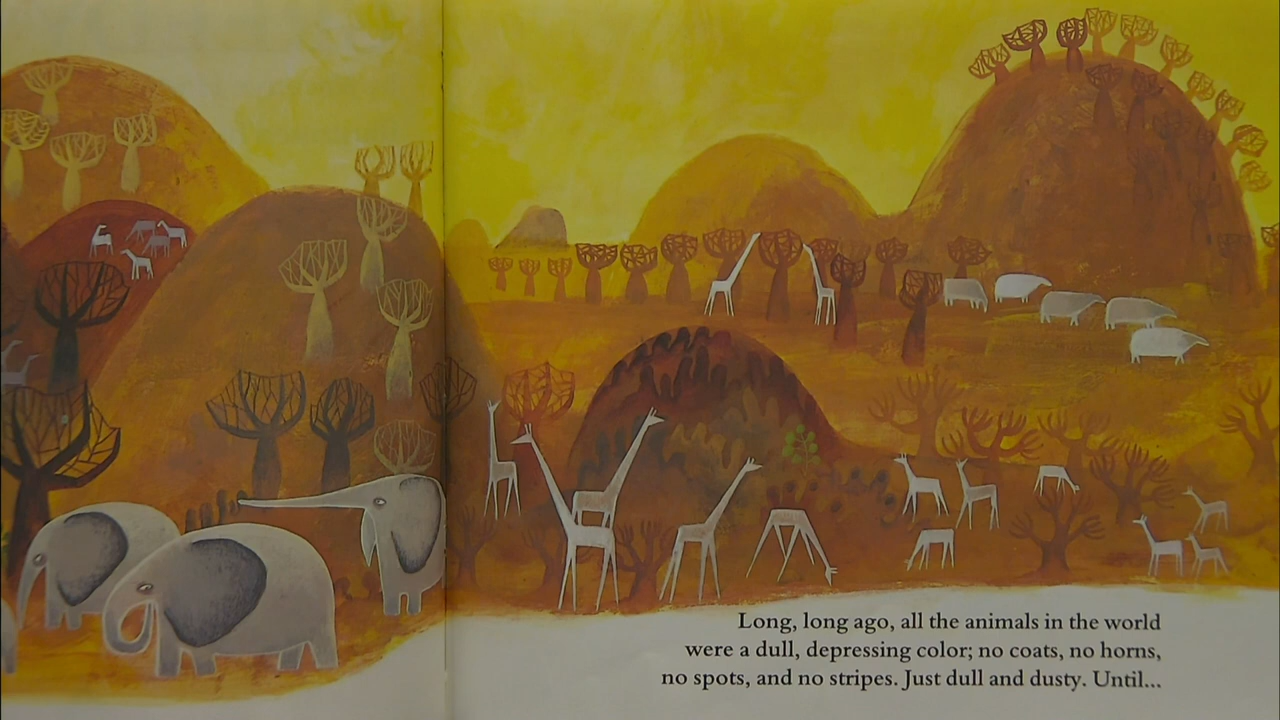 Long, long ago, all the animals in the world
were a dull, depressing color; no coats, no horns,
no spots, and no stripes. Just dull and dusty. Until...